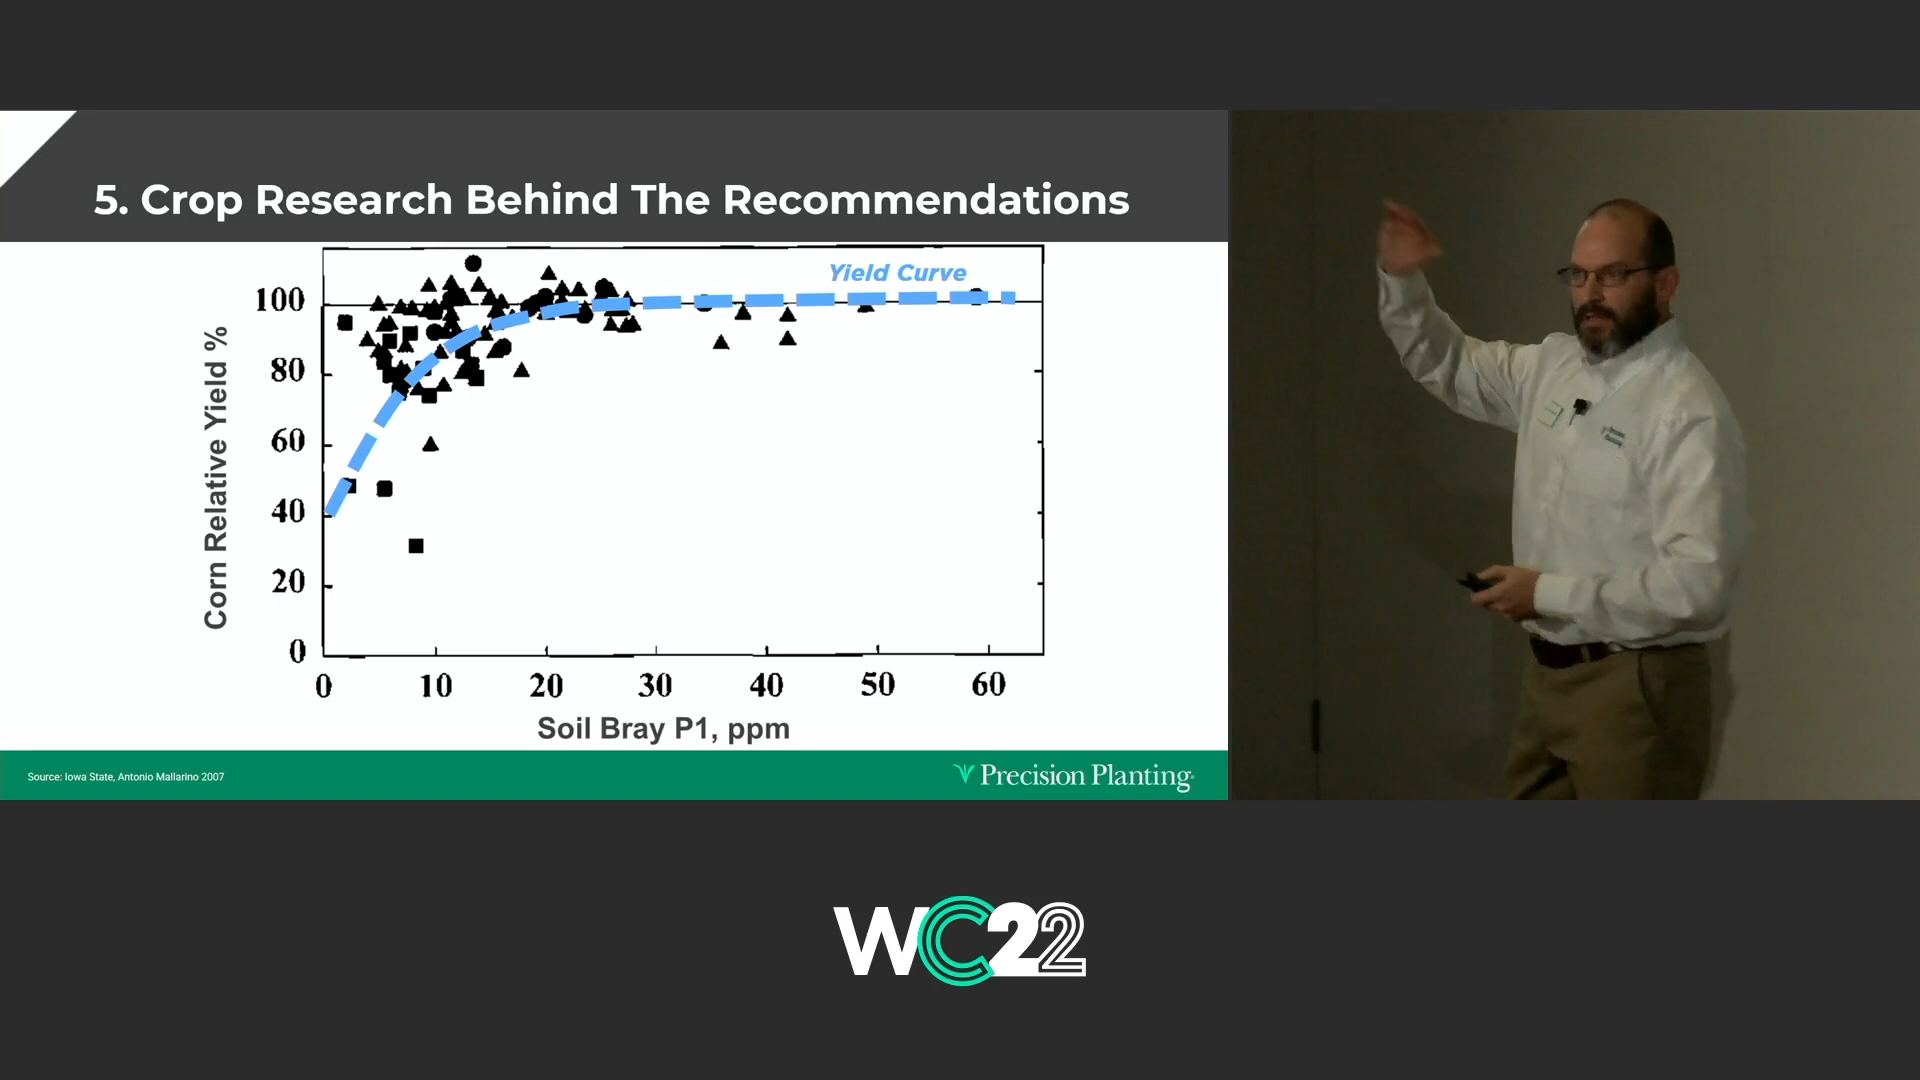 5. Crop Research Behind The Recommendations
Yield Curve
100
80
60
40
20
0
Corn Relative Yield %
0 10 20 30 40 50 60
Soil Bray P1, ppm
Source: Iowa State, Antonio Mallarino 2007
Precision Planting
WC22